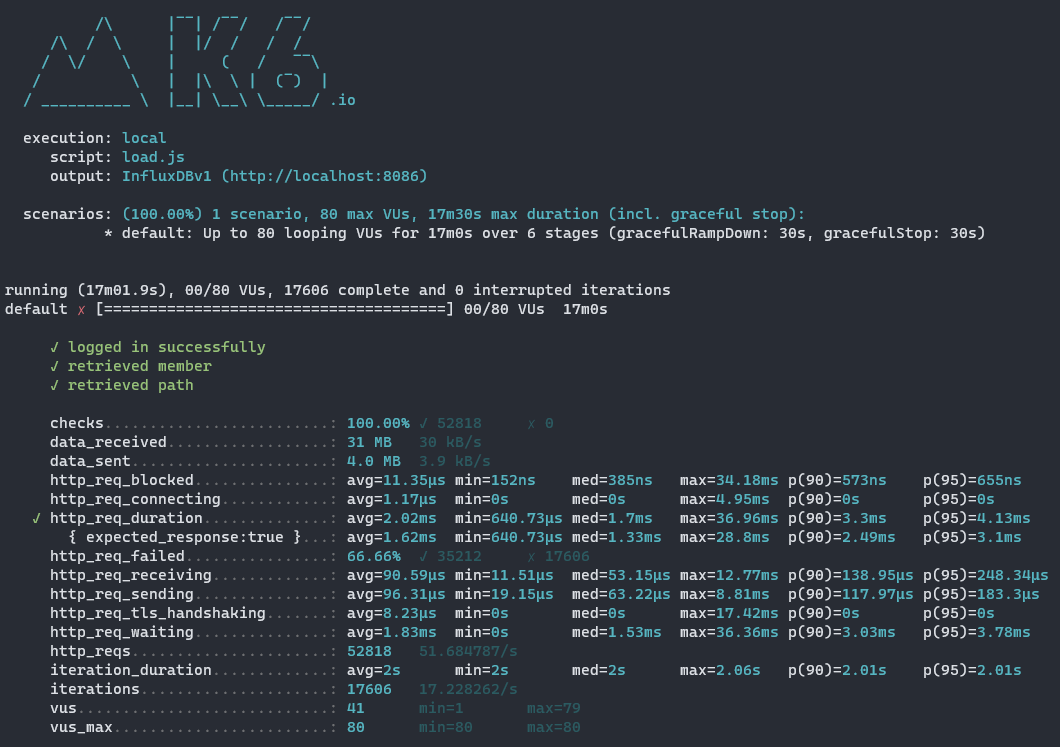 /\      |‾‾| /‾‾/   /‾‾/
     /\  /  \     |  |/  /   /  /
    /  \/    \    |     (   /   ‾‾\
   /          \   |  |\  \ |  (‾)  |
  / __________ \  |__| \__\ \_____/ .io
execution: local
script: load.js
output: InfluxDBv1 (http://localhost:8086)
scenarios: (100.00%) 1 scenario, 80 max VUs, 17m30s max duration (incl. graceful stop):
* default: Up to 80 looping VUs for 17m0s over 6 stages (gracefulRampDown: 30s, gracefulStop: 30s)
running (17m01.9s), 00/80 VUs, 17606 complete and 0 interrupted iterations
default ✗ [======================================] 00/80 VUs  17m0s
✓ logged in successfully
✓ retrieved member
✓ retrieved path
checks.........................: 100.00% ✓ 52818     ✗ 0
data_received..................: 31 MB   30 kB/s
data_sent......................: 4.0 MB  3.9 kB/s
http_req_blocked...............: avg=11.35µs min=152ns    med=385ns   max=34.18ms p(90)=573ns    p(95)=655ns
http_req_connecting............: avg=1.17µs  min=0s       med=0s      max=4.95ms  p(90)=0s       p(95)=0s
✓ http_req_duration..............: avg=2.02ms  min=640.73µs med=1.7ms   max=36.96ms p(90)=3.3ms    p(95)=4.13ms
{ expected_response:true }...: avg=1.62ms  min=640.73µs med=1.33ms  max=28.8ms  p(90)=2.49ms   p(95)=3.1ms
http_req_failed................: 66.66%  ✓ 35212     ✗ 17606
http_req_receiving.............: avg=90.59µs min=11.51µs  med=53.15µs max=12.77ms p(90)=138.95µs p(95)=248.34µs
http_req_sending...............: avg=96.31µs min=19.15µs  med=63.22µs max=8.81ms  p(90)=117.97µs p(95)=183.3µs
http_req_tls_handshaking.......: avg=8.23µs  min=0s       med=0s      max=17.42ms p(90)=0s       p(95)=0s
http_req_waiting...............: avg=1.83ms  min=0s       med=1.53ms  max=36.36ms p(90)=3.03ms   p(95)=3.78ms
http_reqs......................: 52818   51.684787/s
iteration_duration.............: avg=2s      min=2s       med=2s      max=2.06s   p(90)=2.01s    p(95)=2.01s
iterations.....................: 17606   17.228262/s
vus............................: 41      min=1       max=79
vus_max........................: 80      min=80      max=80